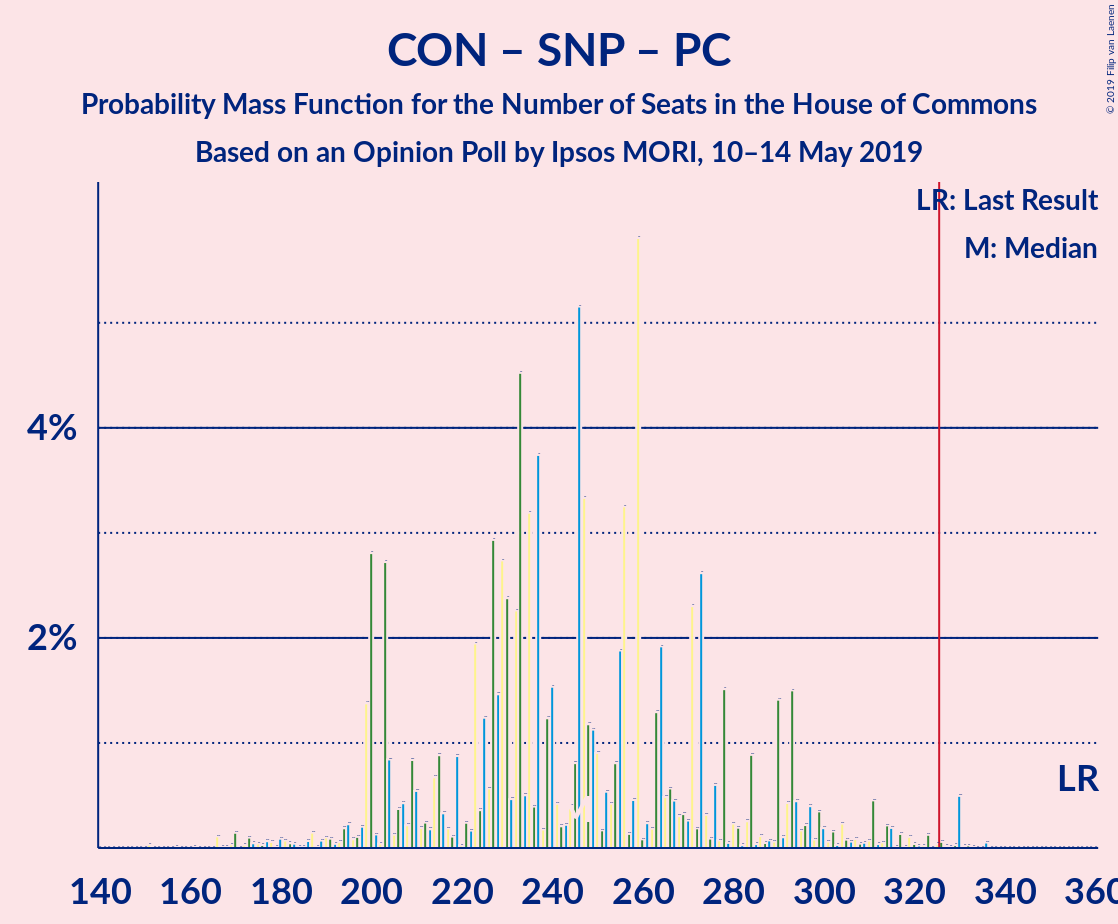 CON – SNP – PC
Probability Mass Function for the Number of Seats in the House of Commons
Based on an Opinion Poll by Ipsos MORI, 10–14 May 2019
© 2019 Filip van Laenen
LR: Last Result
M: Median
4%
2%
LR
140 160 180 200 220 240 260 280 300 320 340 360